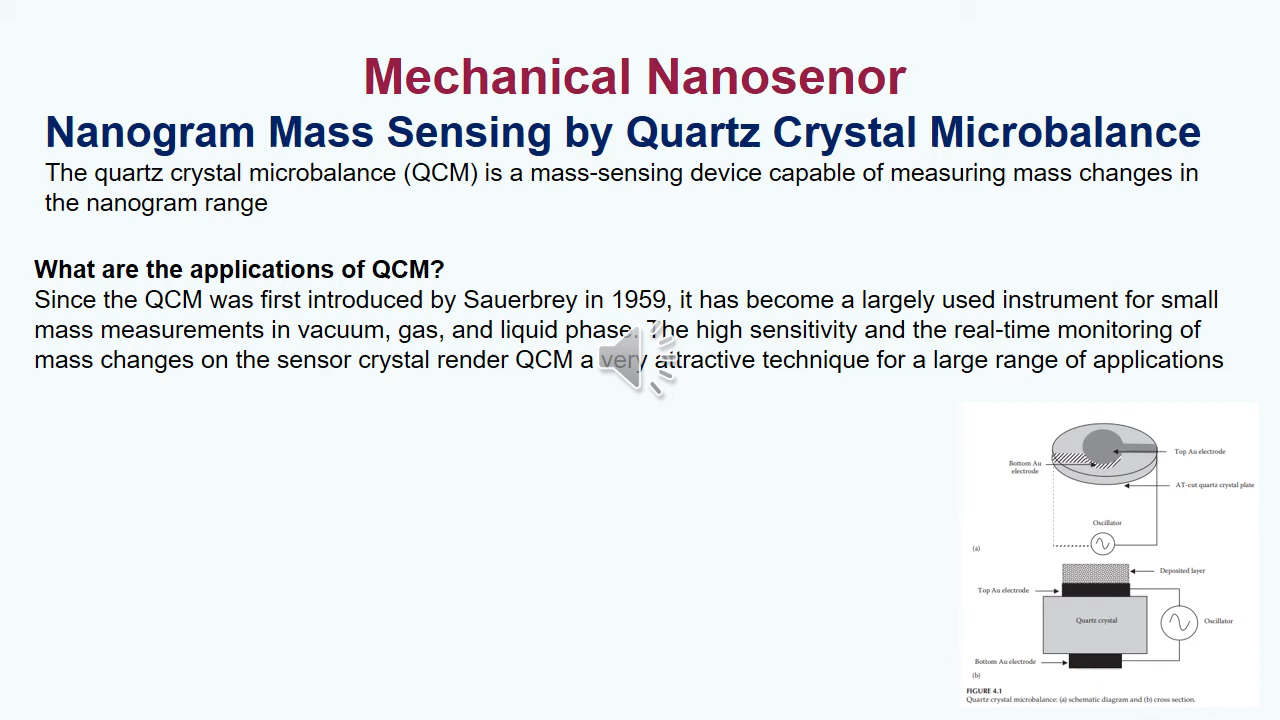 Mechanical Nanosenor
Nanogram Mass Sensing by Quartz Crystal Microbalance
The quartz crystal microbalance (QCM) is a mass-sensing device capable of measuring mass changes in
the nanogram range
What are the applications of QCM?
Since the QCM was first introduced by Sauerbrey in 1959, it has become a largely used instrument for small
mass measurements in vacuum, gas, and liquid phase. The high sensitivity and the real-time monitoring of
mass changes on the sensor crystal render QCM a very attractive technique for a large range of applications
Top Au electrode
Bottom Au
electrode
AT-cut quartz crystal plate
Oscillator
(a)
Deposited layer
Top Au electrode
Quartz crystal
Oscillator
Bottom Au electrode
(b)
FIGURE 4.1
Quartz crystal microbalance: (a) schematic diagram and (b) cross section.